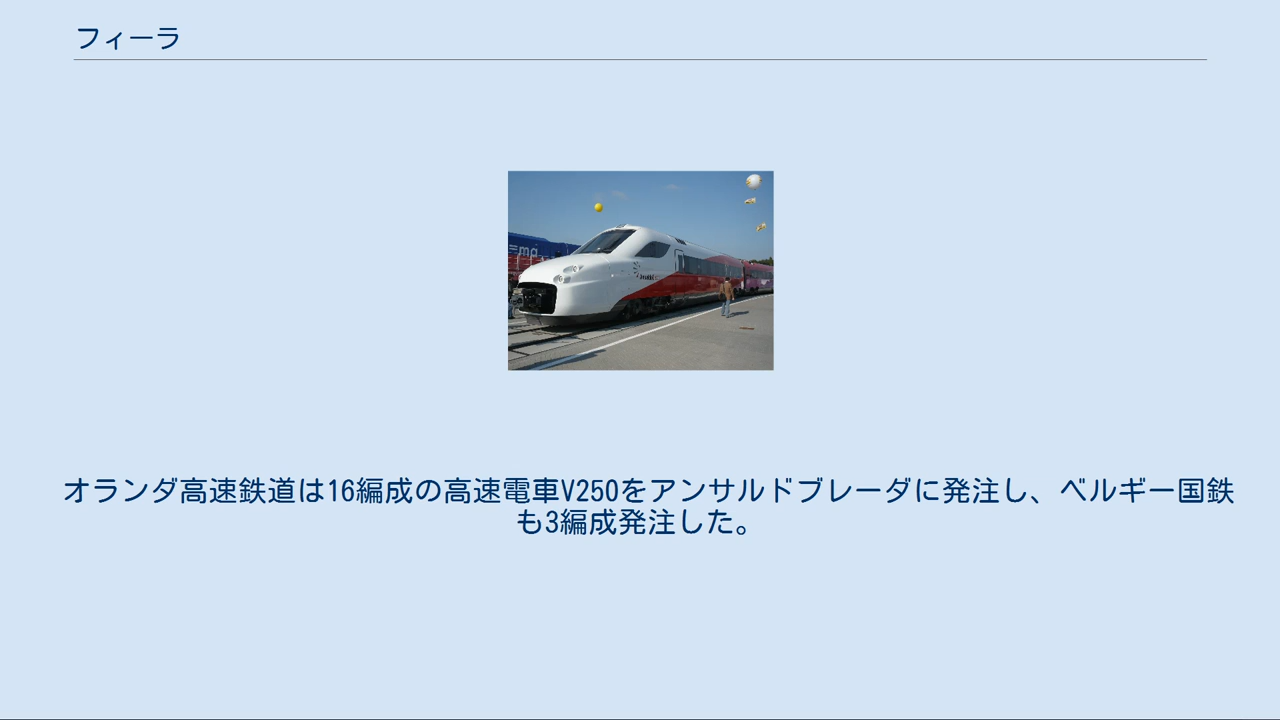 フィーラ
オランダ高速鉄道は16編成の高速電車V250をアンサルドブレーダに発注し、ベルギー国鉄
も3編成発注した。